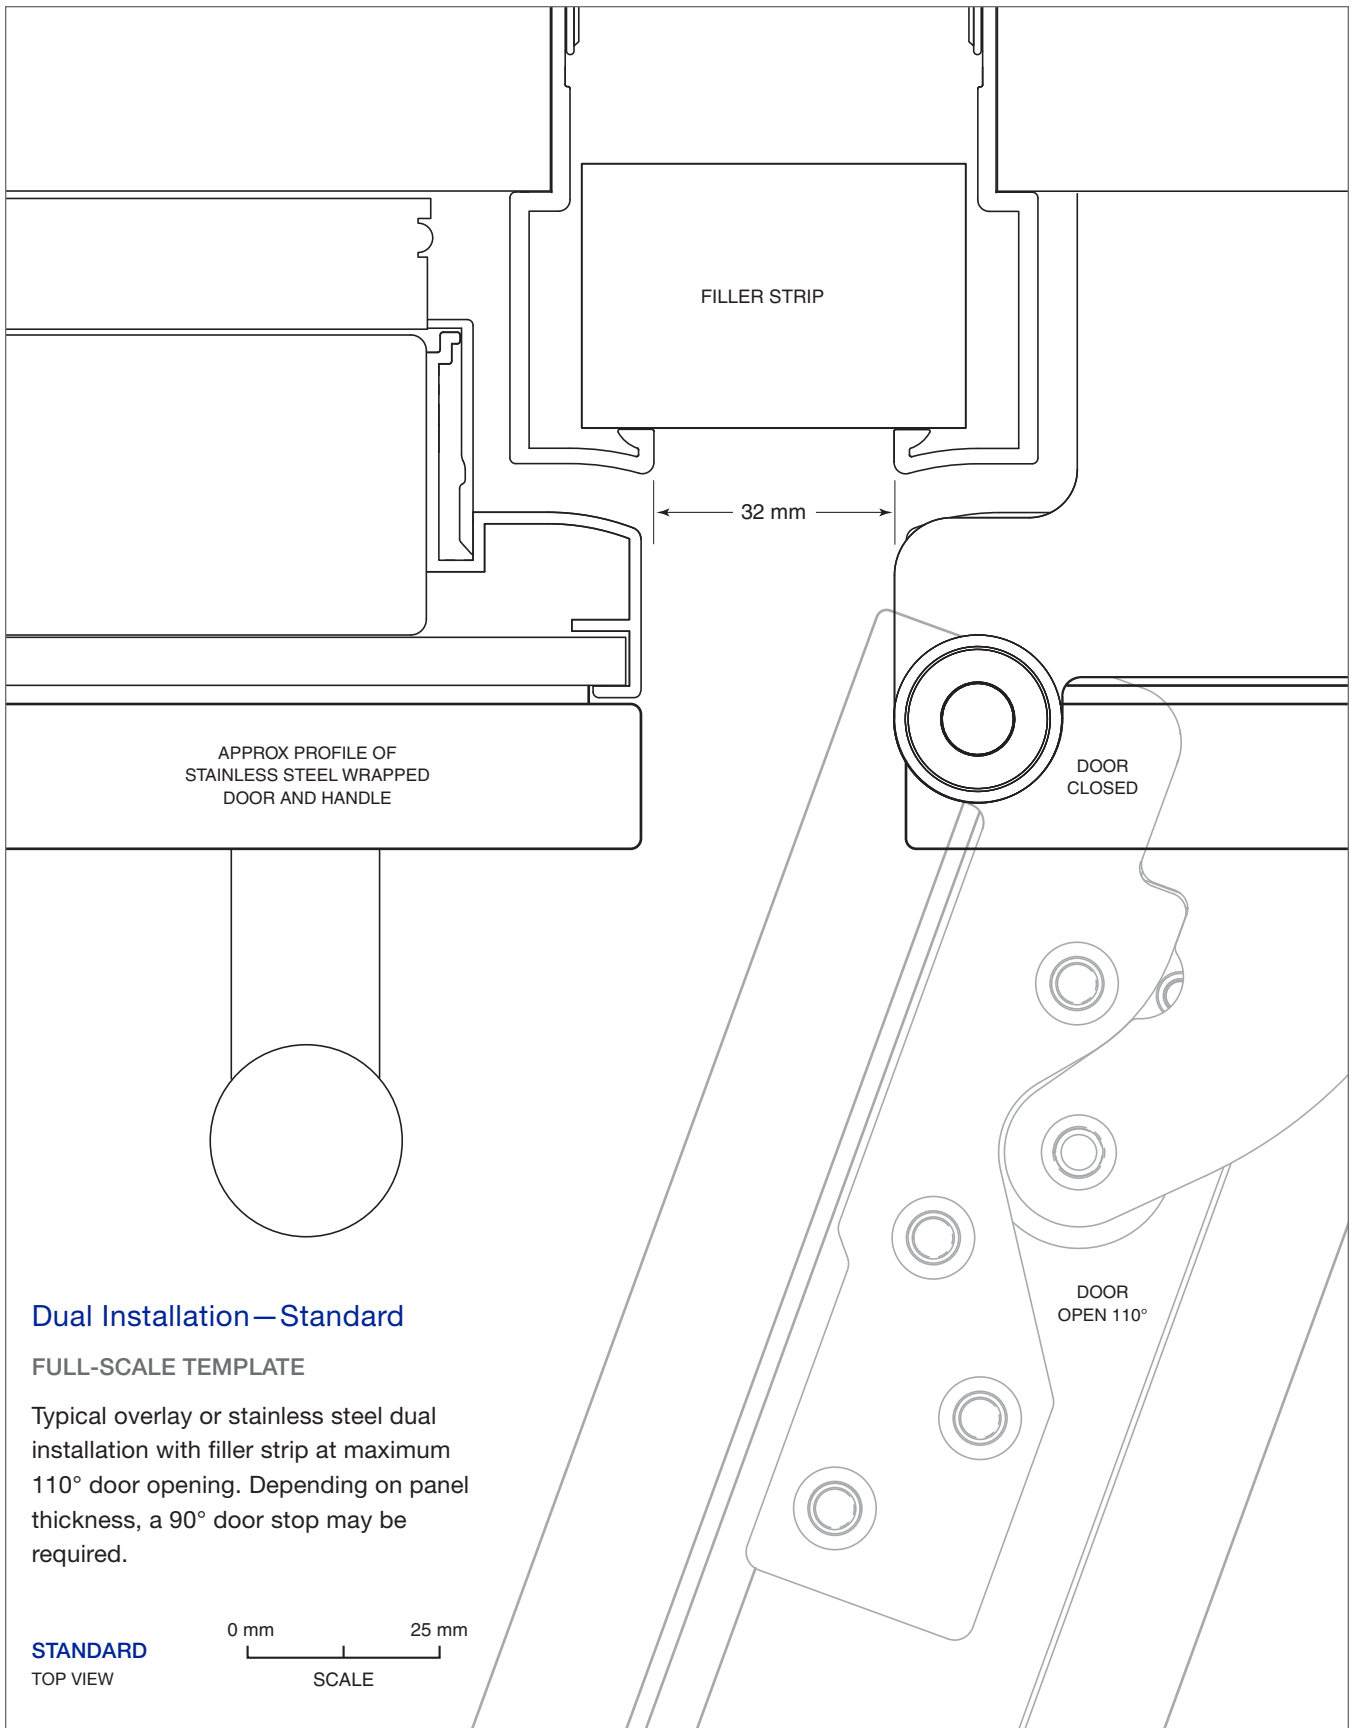 FILLER STRIP
32 mm
APPROX PROFILE OF
STAINLESS STEEL WRAPPED
DOOR AND HANDLE
DOOR
CLOSED
DOOR
OPEN 110°
Dual Installation—Standard
FULL-SCALE TEMPLATE
Typical overlay or stainless steel dual
installation with filler strip at maximum
110° door opening. Depending on panel
thickness, a 90° door stop may be
required.
0 mm 25 mm
STANDARD
TOP VIEW
SCALE